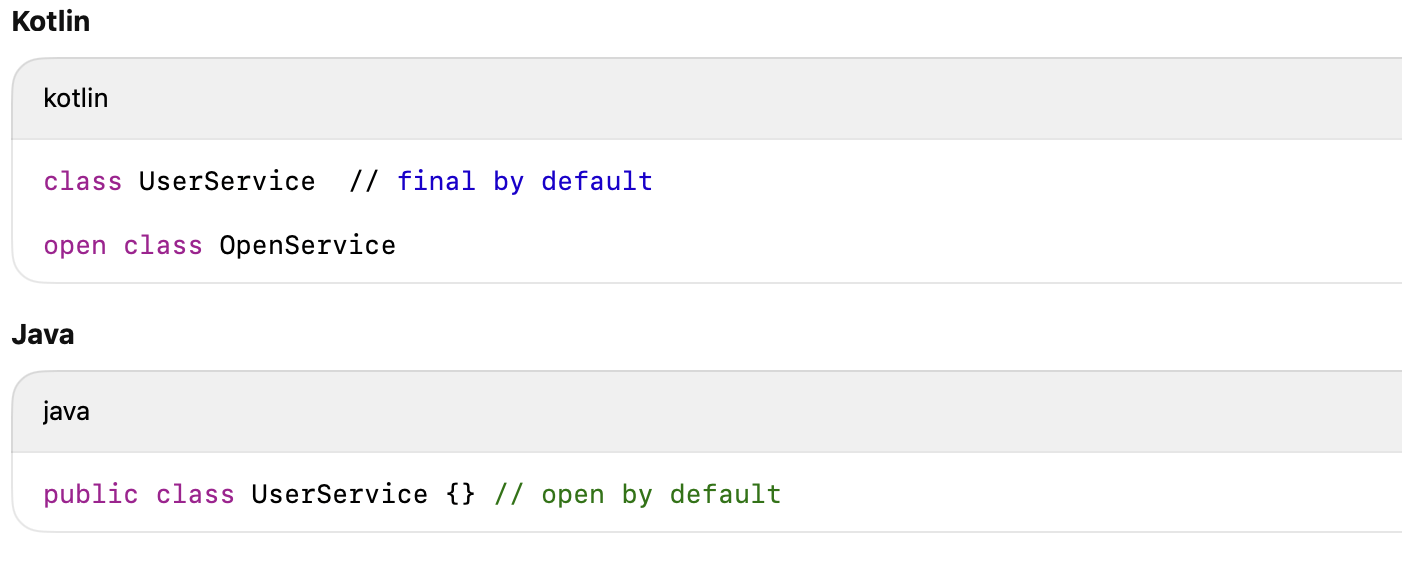 Kotlin
kotlin
class UserService  // final by default
open class OpenService
Java
java
public class UserService {} // open by default